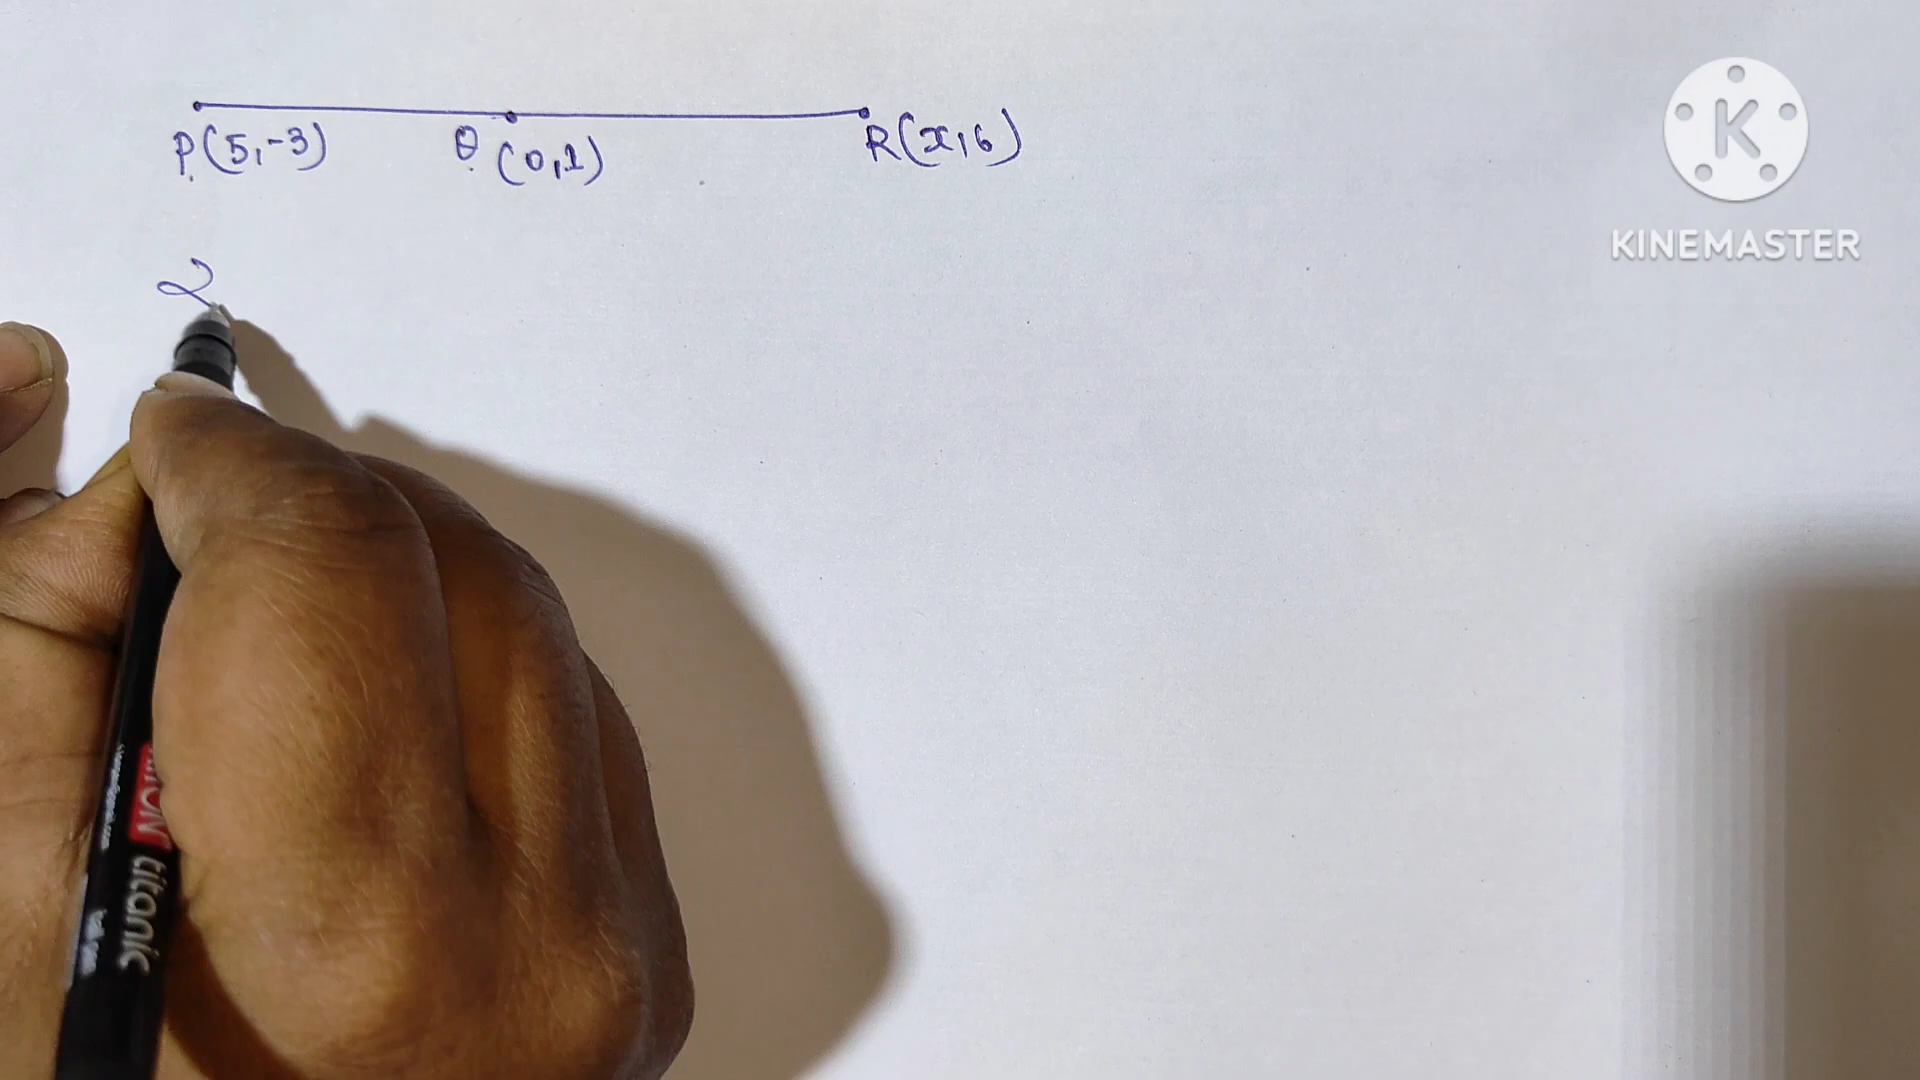 P(5,-3) Q (0,1) R(x,6)
2
K
KINEMASTER
titanic